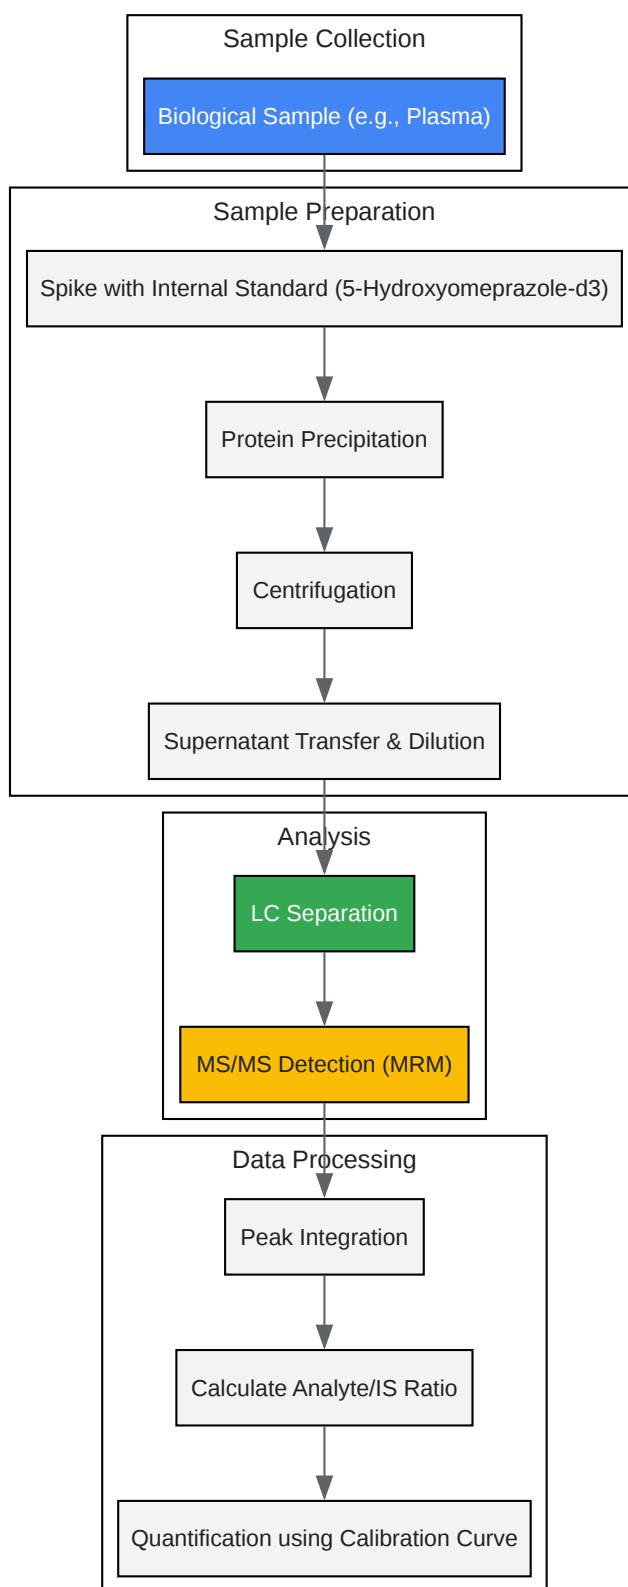 Sample Collection
Biological Sample (e.g., Plasma)
Sample Preparation
Spike with Internal Standard (5-Hydroxyomeprazole-d3)
Protein Precipitation
Centrifugation
Supernatant Transfer & Dilution
Analysis
LC Separation
MS/MS Detection (MRM)
Data Processing
Peak Integration
Calculate Analyte/IS Ratio
Quantification using Calibration Curve